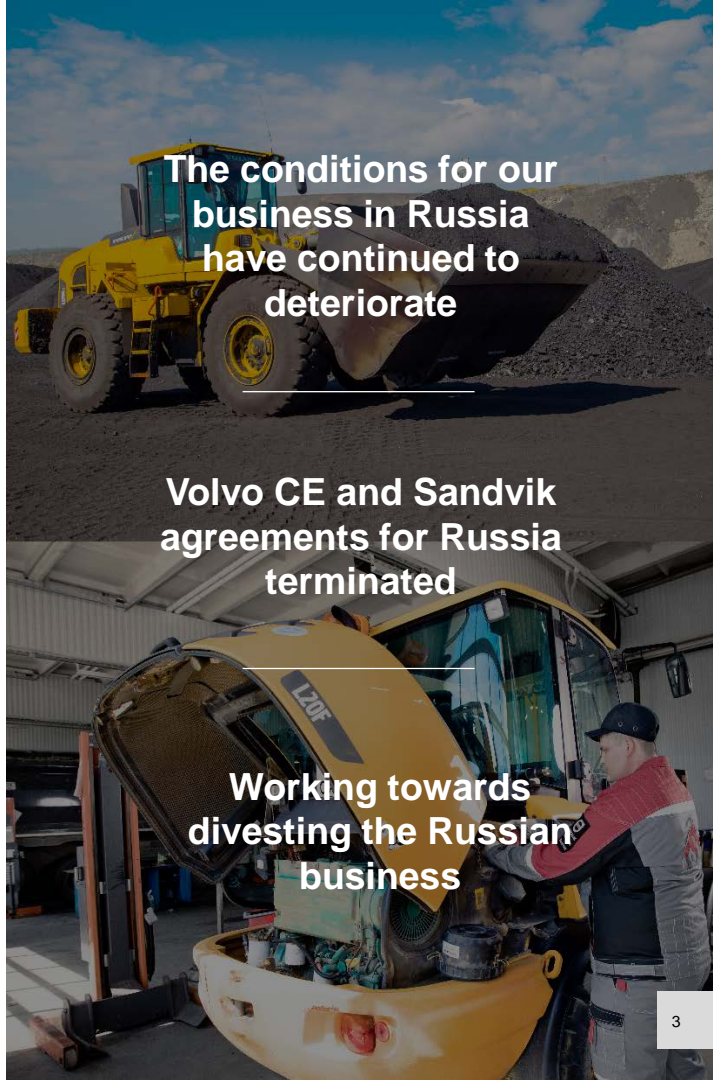 The conditions for our
business in Russia
have continued to
deteriorate
Volvo CE and Sandvik
agreements for Russia
terminated
L20F
Working towards
divesting the Russian
business
3